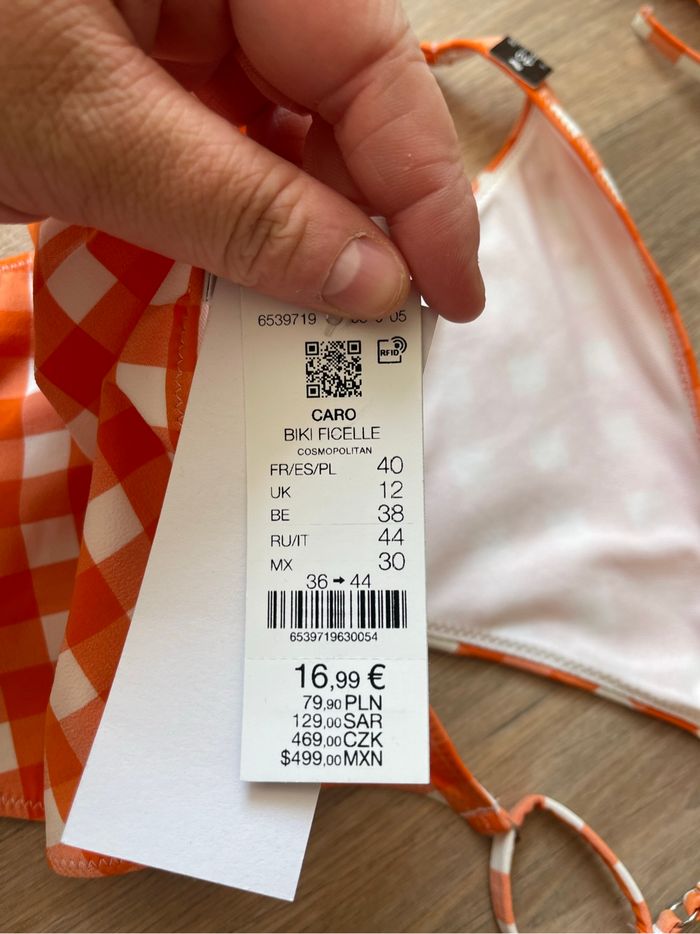 6539719 05
RFID
CARO
BIKI FICELLE
COSMOPOLITAN
FR/ES/PL 40
UK 12
BE 38
RU/IT 44
MX 30
36 ➡ 44
6539719630054
16,99 €
79,90 PLN
129,00 SAR
469,00 CZK
$499,00 MXN